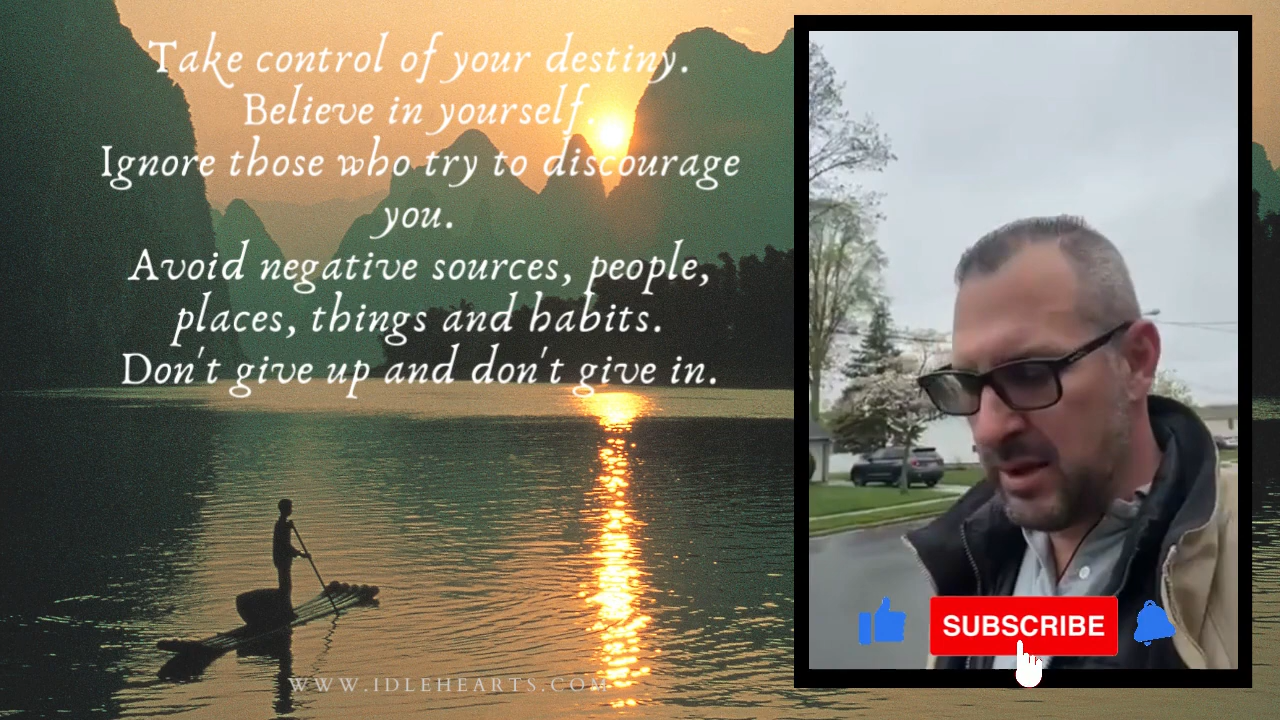 Take control of your destiny.
Believe in yourself.
Ignore those who try to discourage
you.
Avoid negative sources, people,
places, things and habits.
Don't give up and don't give in.
WWW.IDLEHEARTS.COM
SUBSCRIBE